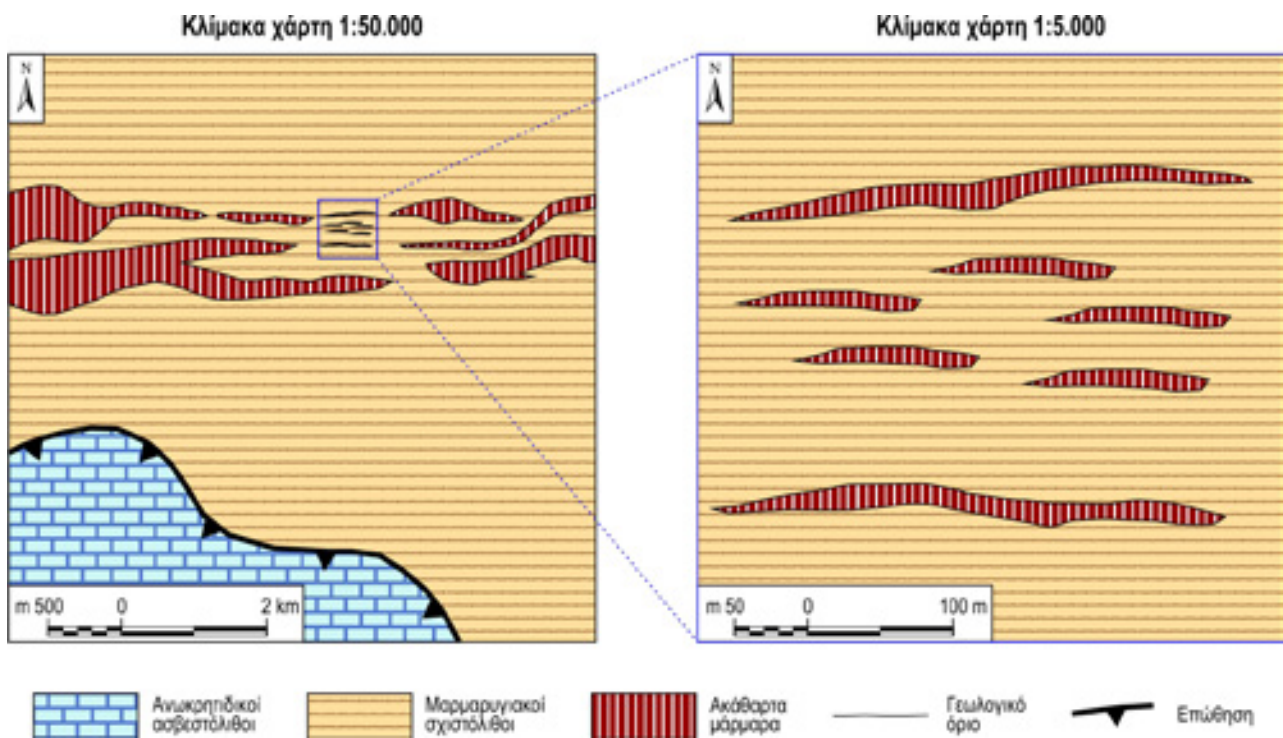 Κλίμακα χάρτη 1:50.000
Κλίμακα χάρτη 1:5.000
N
N
m 500 0 2 km
m 50 0 100 m
Ανωκρητιδικοί
ασβεστόλιθοι
Μαρμαρυγιακοί
σχιστόλιθοι
Ακάθαρτα
μάρμαρα
Γεωλογικό
όριο
Επώθηση